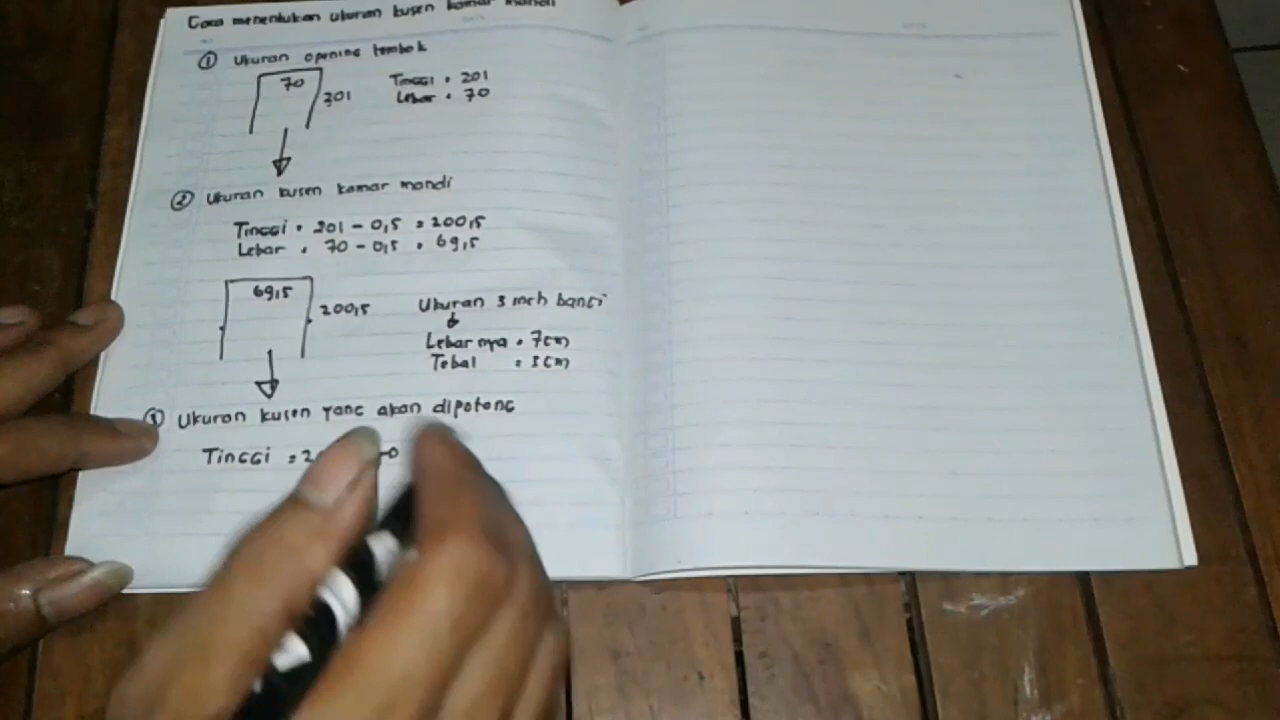 Cara menentukan ukuran kusen kamar mandi
① Ukuran opening tembok
70
201
Tinggi = 201
Lebar = 70
② Ukuran kusen kamar mandi
Tinggi = 201 - 0,5 = 200,5
Lebar = 70 - 0,5 = 69,5
69,5
200,5
Ukuran 3 inch banci
Lebar nya = 7cm
Tebal = 3cm
③ Ukuran kusen yang akan dipotong
Tinggi =